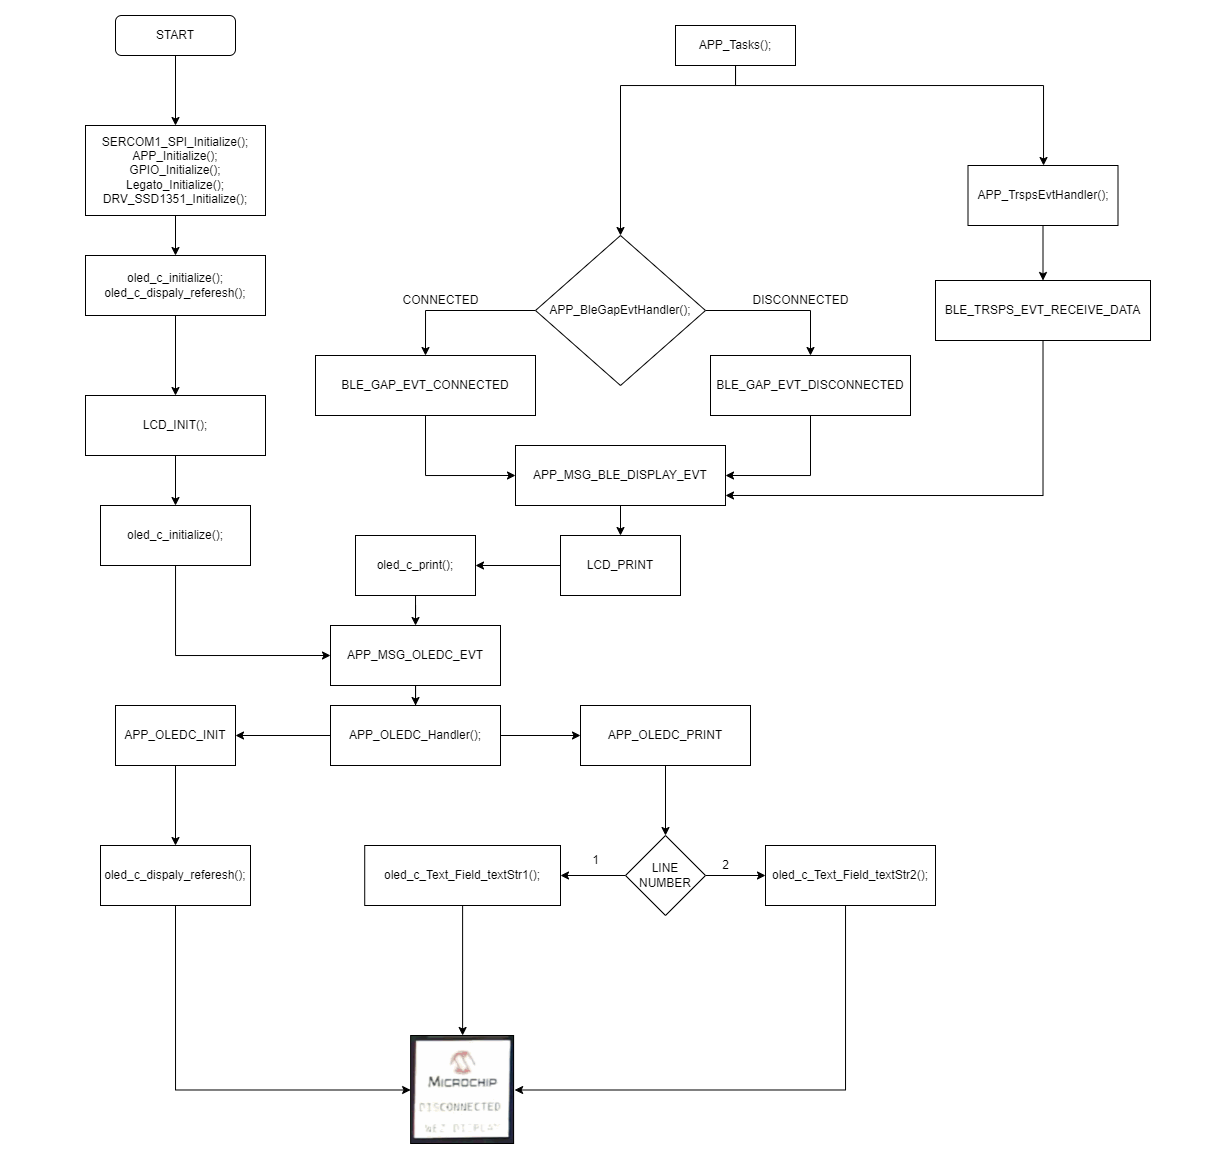 START
APP_Tasks();
SERCOM1_SPI_Initialize();
APP_Initialize();
GPIO_Initialize();
Legato_Initialize();
DRV_SSD1351_Initialize();
APP_TrspsEvtHandler();
oled_c_initialize();
oled_c_dispaly_referesh();
CONNECTED
APP_BleGapEvtHandler();
DISCONNECTED
BLE_TRSPS_EVT_RECEIVE_DATA
BLE_GAP_EVT_CONNECTED
BLE_GAP_EVT_DISCONNECTED
LCD_INIT();
APP_MSG_BLE_DISPLAY_EVT
oled_c_initialize();
oled_c_print();
LCD_PRINT
APP_MSG_OLEDC_EVT
APP_OLEDC_INIT
APP_OLEDC_Handler();
APP_OLEDC_PRINT
oled_c_dispaly_referesh();
oled_c_Text_Field_textStr1();
1
LINE
NUMBER
2
oled_c_Text_Field_textStr2();
MICROCHIP
DISCONNECTED